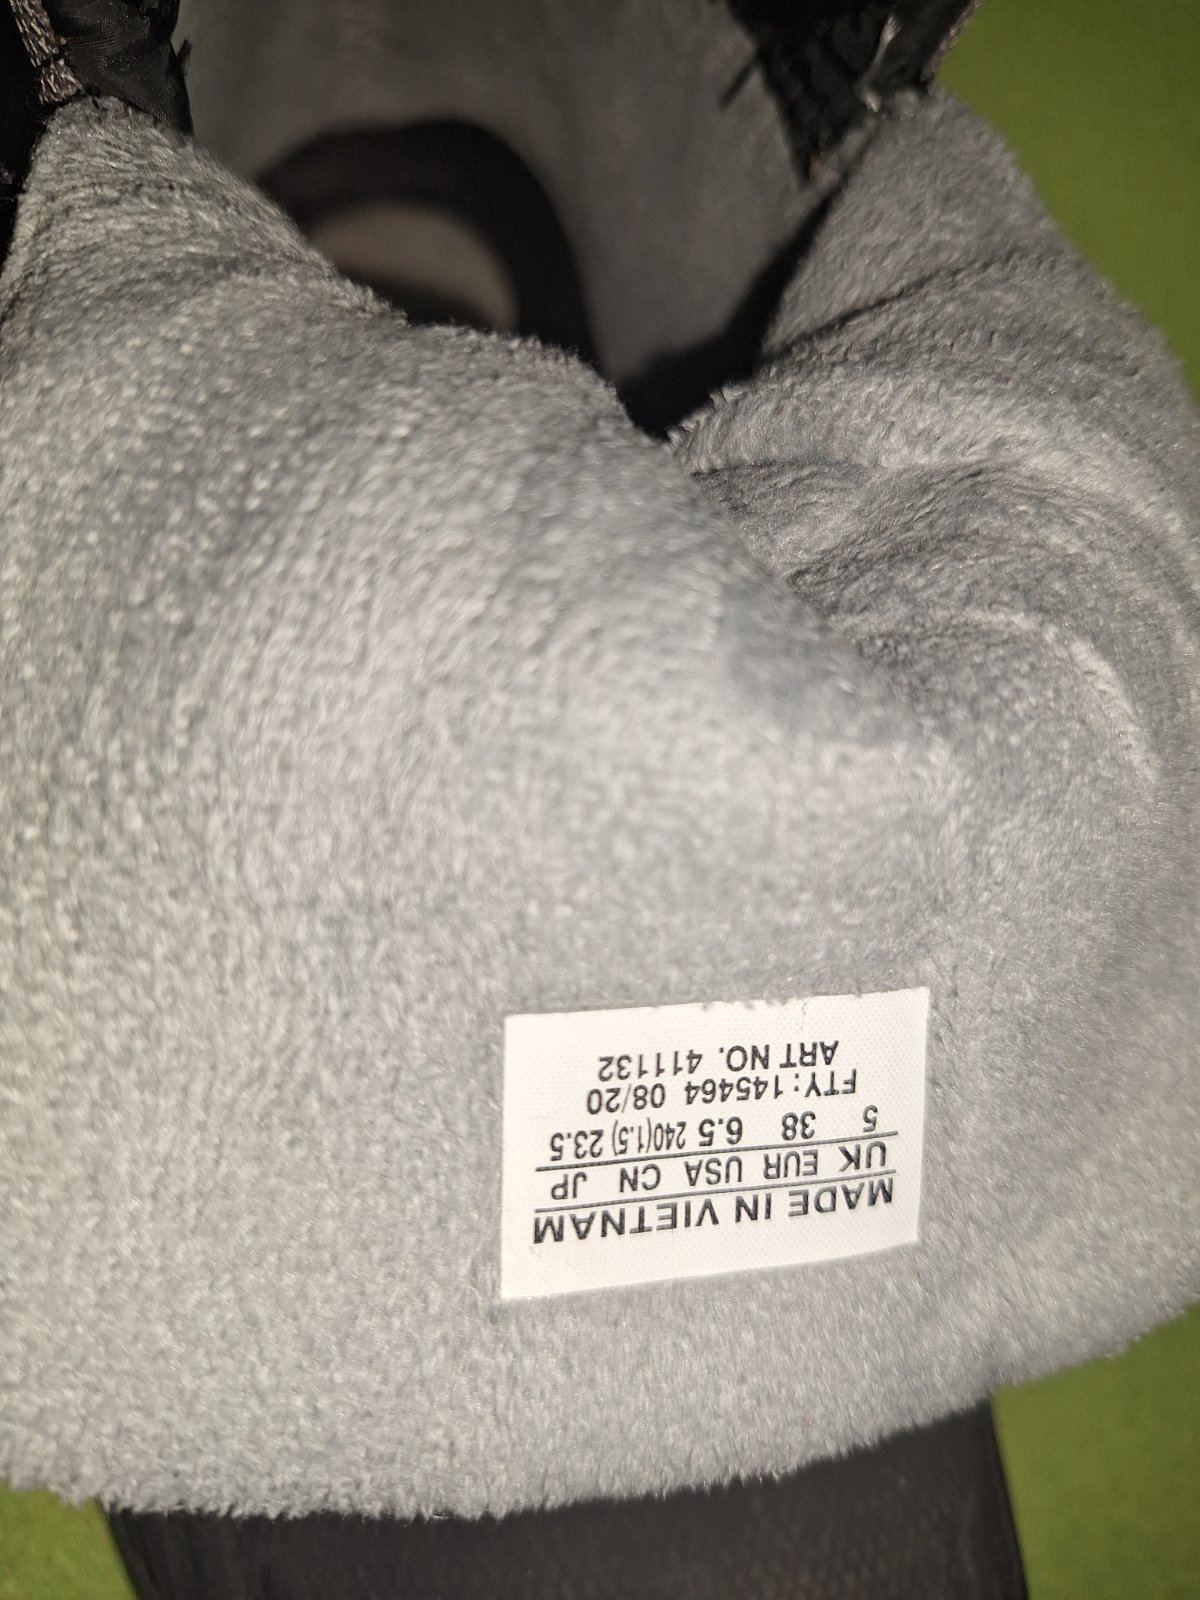 MADE IN VIETNAM
UK EUR USA CN JP
5 38 6.5 240(1.5) 23.5
FTY:145464 08/20
ART NO. 411132